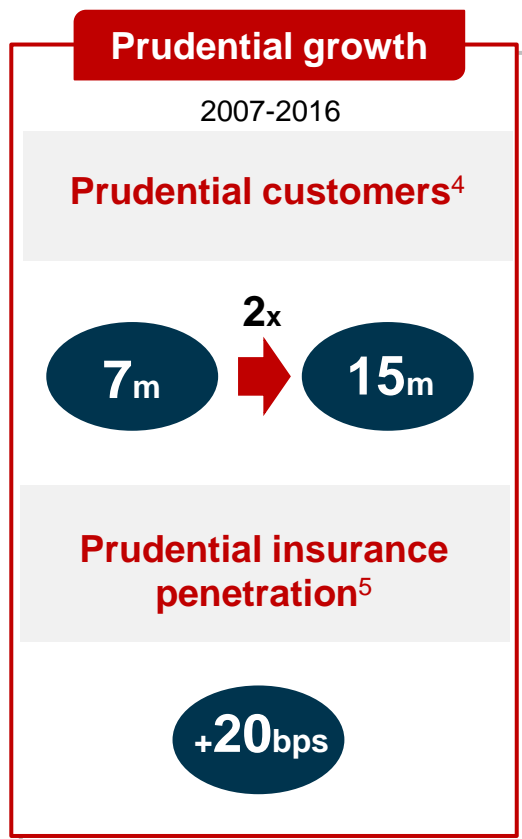 Prudential growth
2007-2016
Prudential customers4
2x
7m
15m
Prudential insurance
penetration5
+20bps